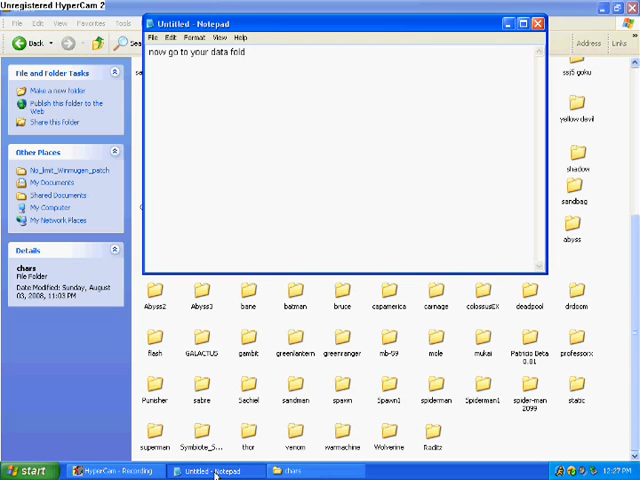 Unregistered HyperCam 2
Untitled - Notepad
File Edit View Favorites Tools
File Edit Format View Help
Back
Sea
Address
Links
now go to your data fold
File and Folder Tasks
Make a new folder
Publish this folder to the
Web
Share this folder
Other Places
No_limit_Winmugen_patch
My Documents
Shared Documents
My Computer
My Network Places
Details
chars
File Folder
Date Modified: Sunday, August
03, 2008, 11:03 PM
ssj5 goku
yellow devil
shadow
sandbag
abyss
Abyss2 Abyss3 bane batman bruce capamerica carnage colossusEX deadpool drdoom
flash GALACTUS gambit greenlantern greenranger mb-09 mole mukai Patricio Beta professorx
0.81
Punisher sabre Sachiel sandman spawn Spawn1 spiderman Spiderman1 spider-man static
2099
superman Symbiote_S... thor venom warmachine Wolverine Raditz
start
HyperCam - Recording
Untitled - Notepad
chars
12:27 PM